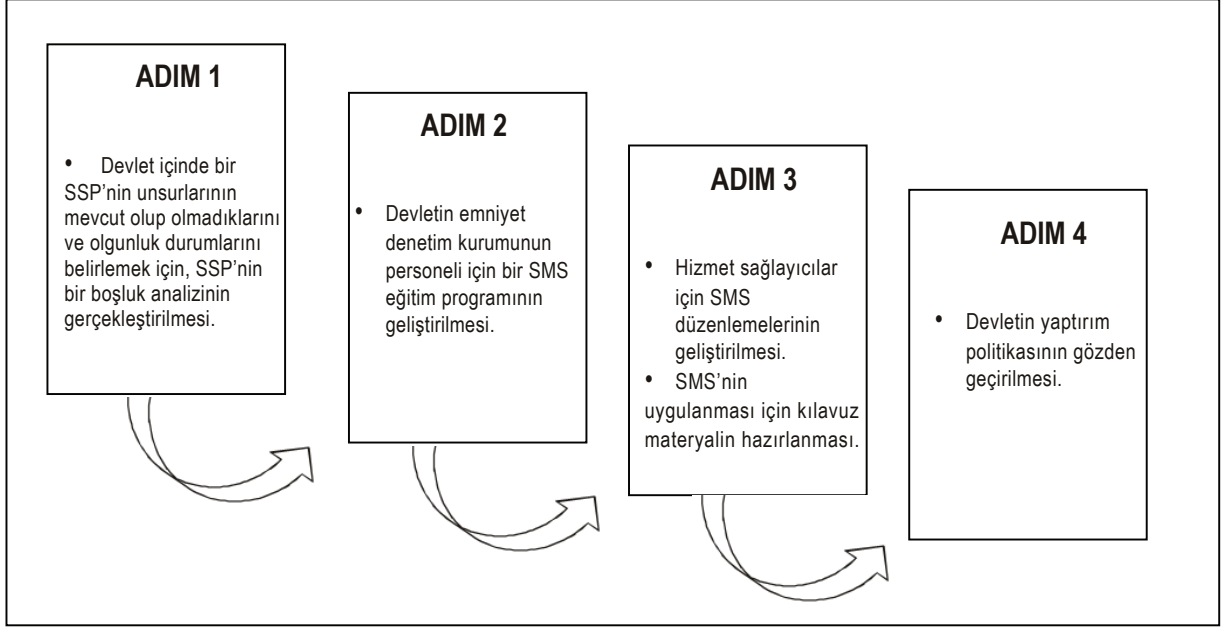 ADIM 1
• Devlet içinde bir
SSP’nin unsurlarının
mevcut olup olmadıklarını
ve olgunluk durumlarını
belirlemek için, SSP’nin
bir boşluk analizinin
gerçekleştirilmesi.
ADIM 2
• Devletin emniyet
denetim kurumunun
personeli için bir SMS
eğitim programının
geliştirilmesi.
ADIM 3
• Hizmet sağlayıcılar
için SMS
düzenlemelerinin
geliştirilmesi.
• SMS’nin
uygulanması için kılavuz
materyalin hazırlanması.
ADIM 4
• Devletin yaptırım
politikasının gözden
geçirilmesi.